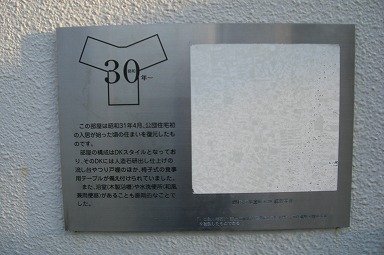 昭和
30年〜
この部屋は昭和31年4月、公団住宅初
の入居が始った頃の住まいを復元したも
のです。
部屋の構成はDKスタイルとなってお
り、そのDKには人造石研出し仕上げの
流し台やつり戸棚のほか、椅子式の食事
用テーブルが備え付けられていました。
また、浴室(木製浴槽)や水洗便所(和風
両用便器)があることも画期的なことで
した。